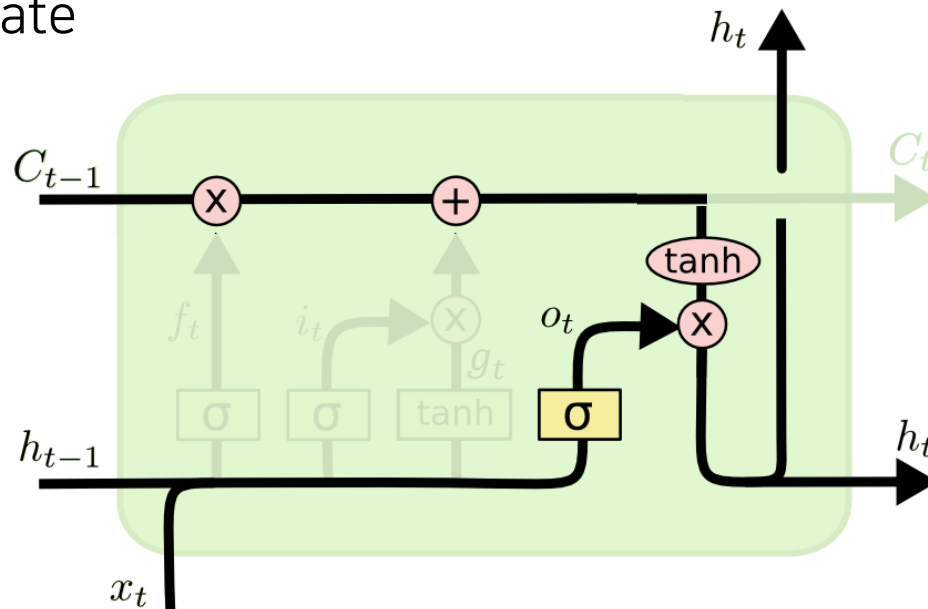 ate
h_t
C_{t-1}
C_t
x
+
tanh
f_t
i_t
x
o_t
x
g_t
σ
σ
tanh
σ
h_{t-1}
h_t
x_t